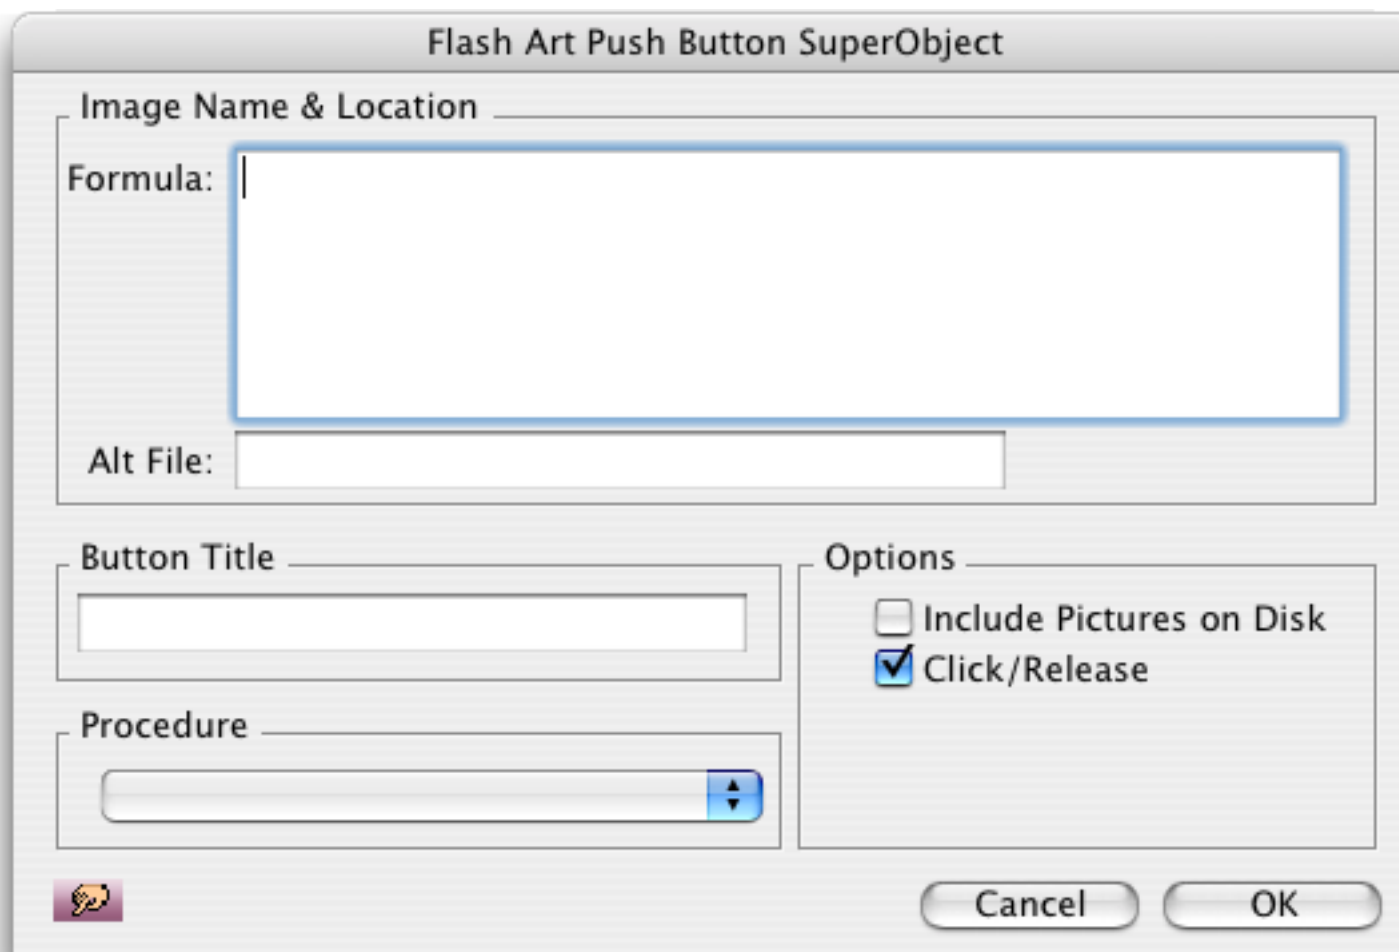 Flash Art Push Button SuperObject
Image Name & Location
Formula:
Alt File:
Button Title
Options
Include Pictures on Disk
Click/Release
Procedure
Cancel
OK